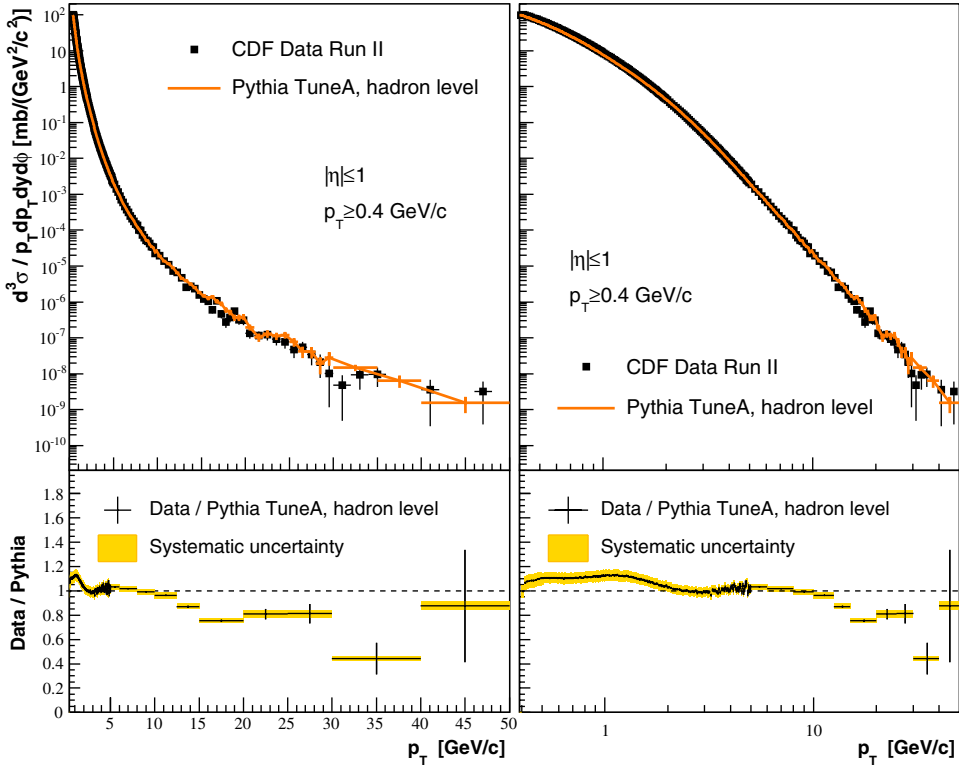 d³σ / p_T dp_T dydϕ [mb/(GeV²/c²)]
10²
10
1
10⁻¹
10⁻²
10⁻³
10⁻⁴
10⁻⁵
10⁻⁶
10⁻⁷
10⁻⁸
10⁻⁹
10⁻¹⁰
CDF Data Run II
Pythia TuneA, hadron level
|η|≤1
p_T≥0.4 GeV/c
|η|≤1
p_T≥0.4 GeV/c
CDF Data Run II
Pythia TuneA, hadron level
Data / Pythia
1.8
1.6
1.4
1.2
1
0.8
0.6
0.4
0.2
0
Data / Pythia TuneA, hadron level
Systematic uncertainty
5 10 15 20 25 30 35 40 45 50
p_T [GeV/c]
Data / Pythia TuneA, hadron level
Systematic uncertainty
1 10
p_T [GeV/c]